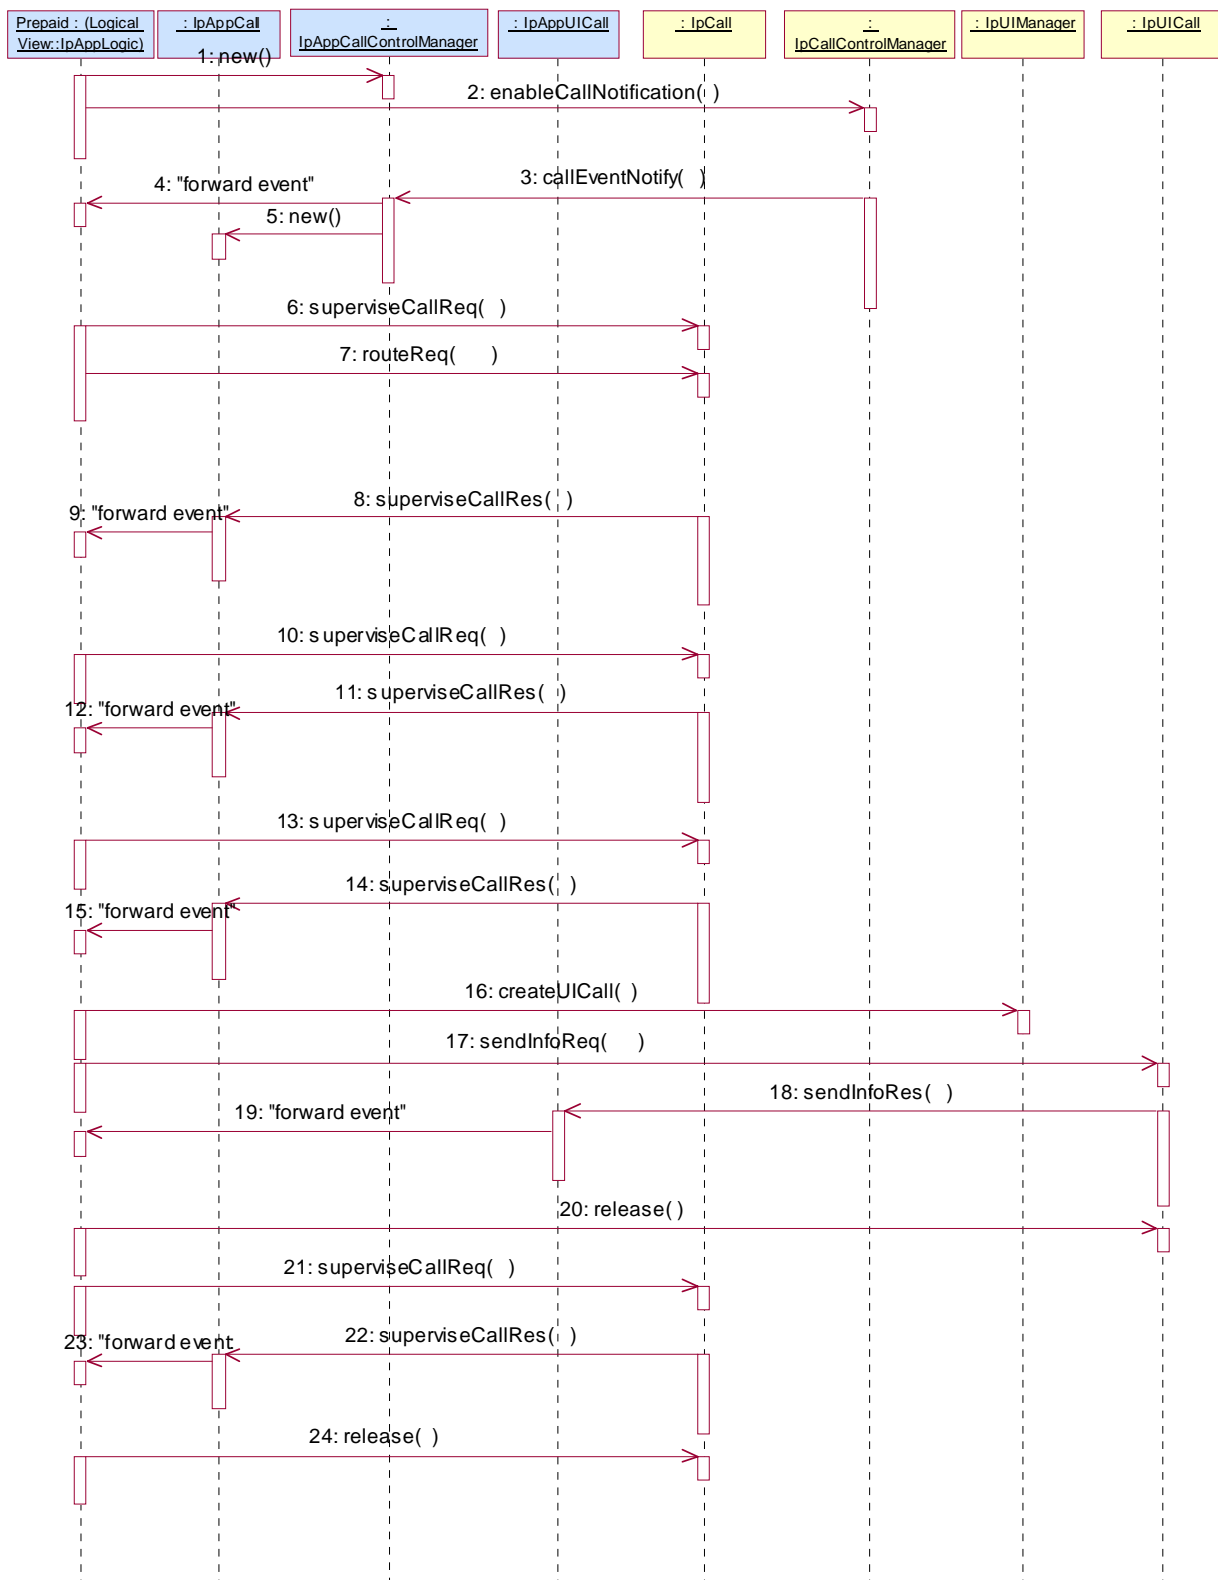 Prepaid : (Logical
View::IpAppLogic)
: IpAppCall
:
IpAppCallControlManager
: IpAppUICall
: IpCall
:
IpCallControlManager
: IpUIManager
: IpUICall
1: new()
2: enableCallNotification( )
3: callEventNotify( )
4: "forward event"
5: new()
6: superviseCallReq( )
7: routeReq( )
8: superviseCallRes( )
9: "forward event"
10: superviseCallReq( )
11: superviseCallRes( )
12: "forward event"
13: superviseCallReq( )
14: superviseCallRes( )
15: "forward event"
16: createUICall( )
17: sendInfoReq( )
18: sendInfoRes( )
19: "forward event"
20: release( )
21: superviseCallReq( )
22: superviseCallRes( )
23: "forward event:
24: release( )